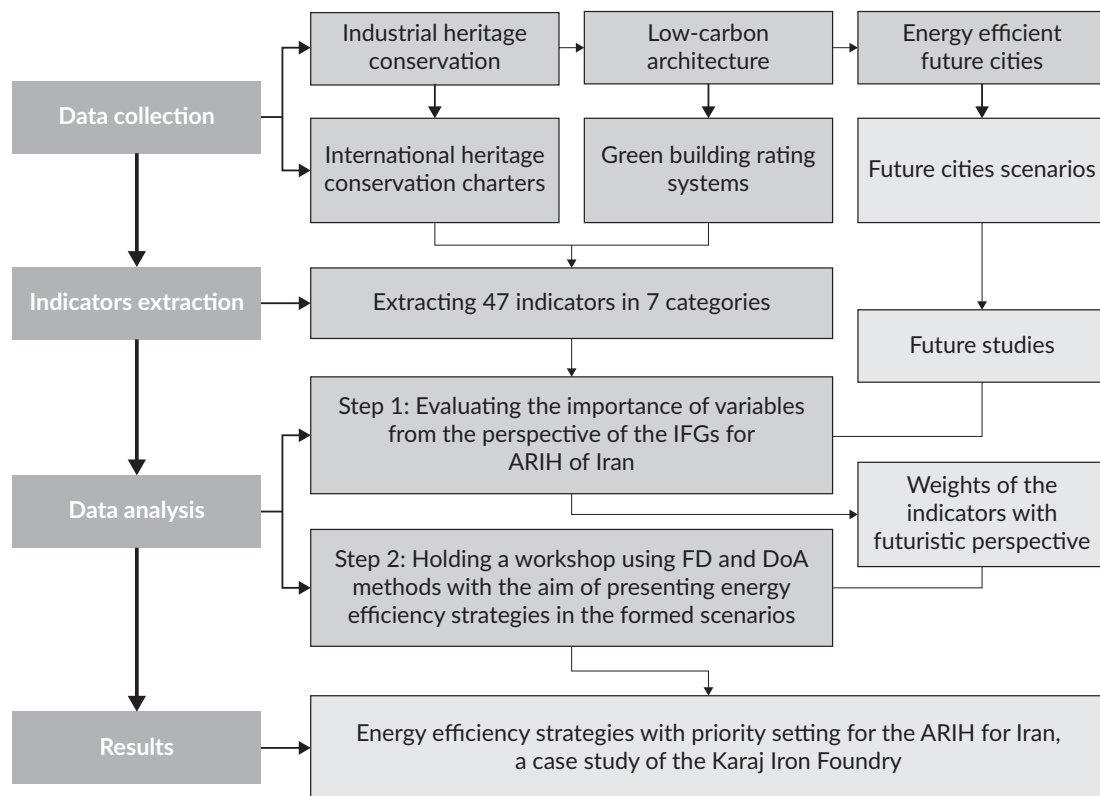 Data collection
Industrial heritage
conservation
Low-carbon
architecture
Energy efficient
future cities
International heritage
conservation charters
Green building rating
systems
Future cities scenarios
Indicators extraction
Extracting 47 indicators in 7 categories
Future studies
Data analysis
Step 1: Evaluating the importance of variables
from the perspective of the IFGs for
ARIH of Iran
Weights of the
indicators with
futuristic perspective
Step 2: Holding a workshop using FD and DoA
methods with the aim of presenting energy
efficiency strategies in the formed scenarios
Results
Energy efficiency strategies with priority setting for the ARIH for Iran,
a case study of the Karaj Iron Foundry